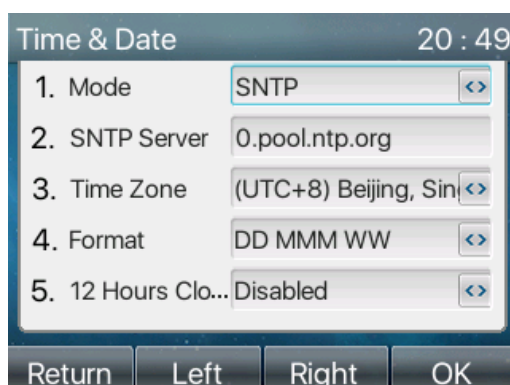 Time & Date 20 : 49
1. Mode SNTP
2. SNTP Server 0.pool.ntp.org
3. Time Zone (UTC+8) Beijing, Sin
4. Format DD MMM WW
5. 12 Hours Clo... Disabled
Return Left Right OK